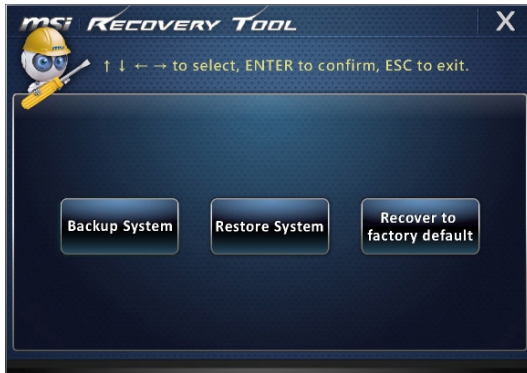 msi RECOVERY TOOL X
↑ ↓ ← → to select, ENTER to confirm, ESC to exit.
Backup System
Restore System
Recover to
factory default